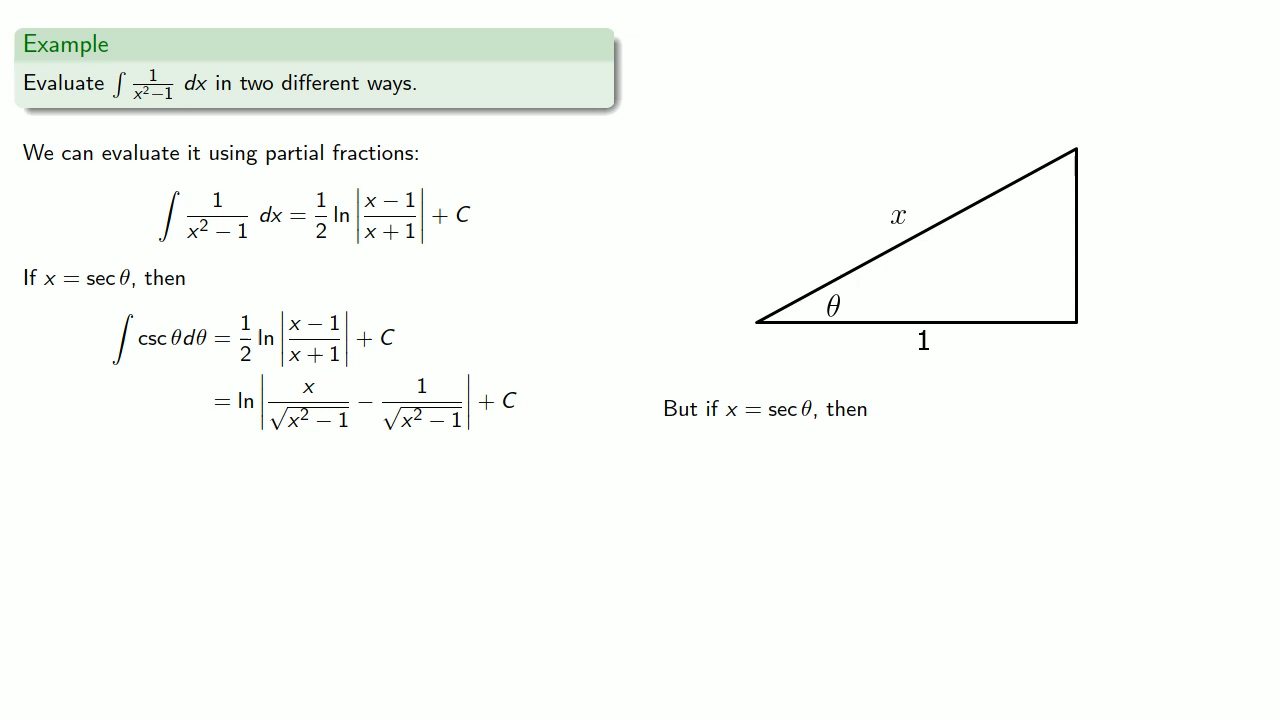 Example
Evaluate ∫ 1/(x²−1) dx in two different ways.
We can evaluate it using partial fractions:
∫ 1/(x² − 1) dx = 1/2 ln |(x − 1)/(x + 1)| + C
If x = sec θ, then
∫ csc θdθ = 1/2 ln |(x − 1)/(x + 1)| + C
= ln |x/√(x² − 1) − 1/√(x² − 1)| + C
x
θ
1
But if x = sec θ, then